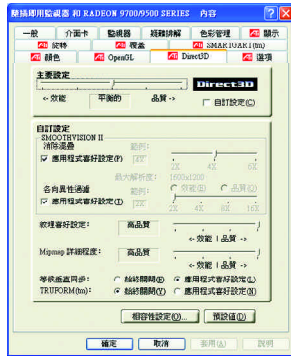 隨插即用監視器 和 RADEON 9700/9500 SERIES 內容
一般 介面卡 監視器 疑難排解 色彩管理 顯示
旋轉 覆蓋 SMARTGART(tm)
顏色 OpenGL Direct3D 選項
主要設定
Direct3D
<- 效能 平衡的 品質 ->
自訂設定(C)
自訂設定
SMOOTHVISION II
消除混疊 範例:
應用程式喜好設定(P) 2X
2X 4X 6X
最大解析度: 1600x1200
各向異性過濾 範例: 效能(E) 品質(Q)
應用程式喜好設定(I) 2X
2X 4X 8X 16X
紋理喜好設定: 高品質
<- 效能 | 品質 ->
Mipmap 詳細程度: 高品質
<- 效能 | 品質 ->
等候垂直同步: 始終關閉(F) 應用程式喜好設定(A)
TRUFORM(tm): 始終關閉(Y) 應用程式喜好設定(N)
相容性設定(O)... 預設值(D)
確定 取消 套用(A) 說明